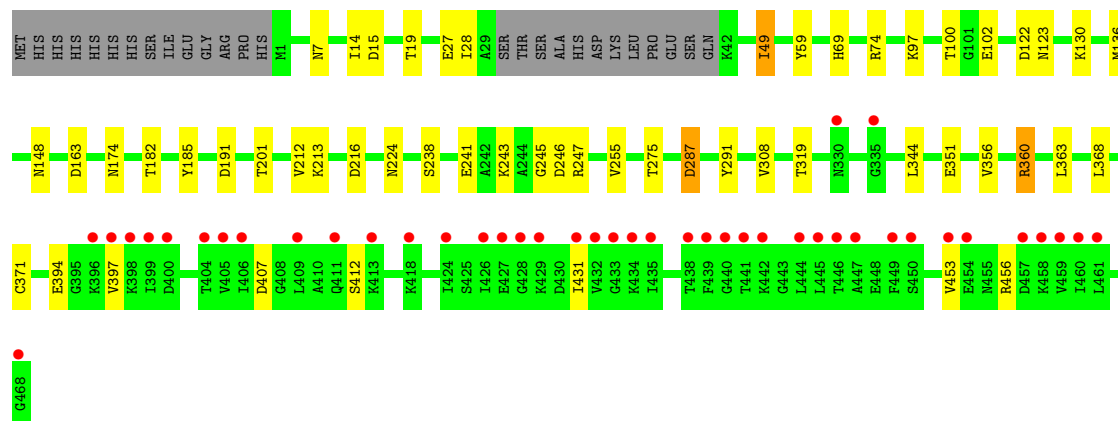 MET HIS HIS HIS HIS HIS HIS SER ILE GLU GLY ARG PRO HIS M1 N7 I14 D15 T19 E27 I28 A29 SER THR SER ALA HIS ASP LYS LEU PRO GLU SER GLN K42 I49 Y59 H69 R74 K97 T100 G101 E102 D122 N123 K130 M136
N148 D163 N174 T182 Y185 D191 T201 V212 K213 D216 N224 S238 E241 A242 K243 A244 G245 D246 R247 V255 T275 D287 Y291 V308 T319 N330 G335 L344 E351 V356 R360 L363 L368
C371 E394 G395 K396 V397 K398 I399 D400 T404 V405 I406 D407 G408 L409 A410 Q411 S412 K413 K418 I424 S425 I426 E427 G428 K429 D430 I431 V432 G433 K434 I435 T438 F439 G440 T441 K442 G443 L444 L445 T446 A447 E448 F449 S450 V453 E454 N455 R456 D457 K458 V459 I460 L461
G468